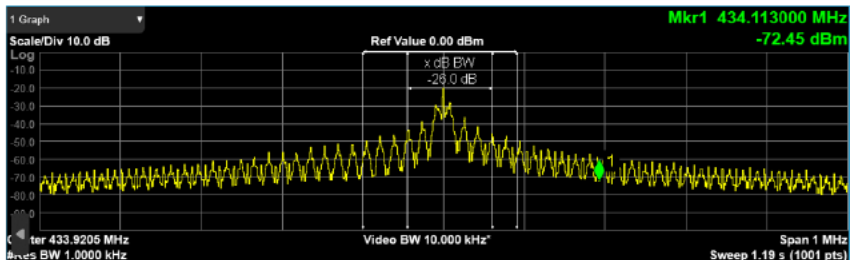 1 Graph
Mkr1 434.113000 MHz
Scale/Div 10.0 dB
Ref Value 0.00 dBm
-72.45 dBm
Log
x dB BW
-10.0
-26.0 dB
-20.0
-30.0
-40.0
-50.0
-60.0
1
-70.0
-80.0
433.9205 MHz
Video BW 10.000 kHz*
Span 1 MHz
BW 1.0000 kHz
Sweep 1.19 s (1001 pts)